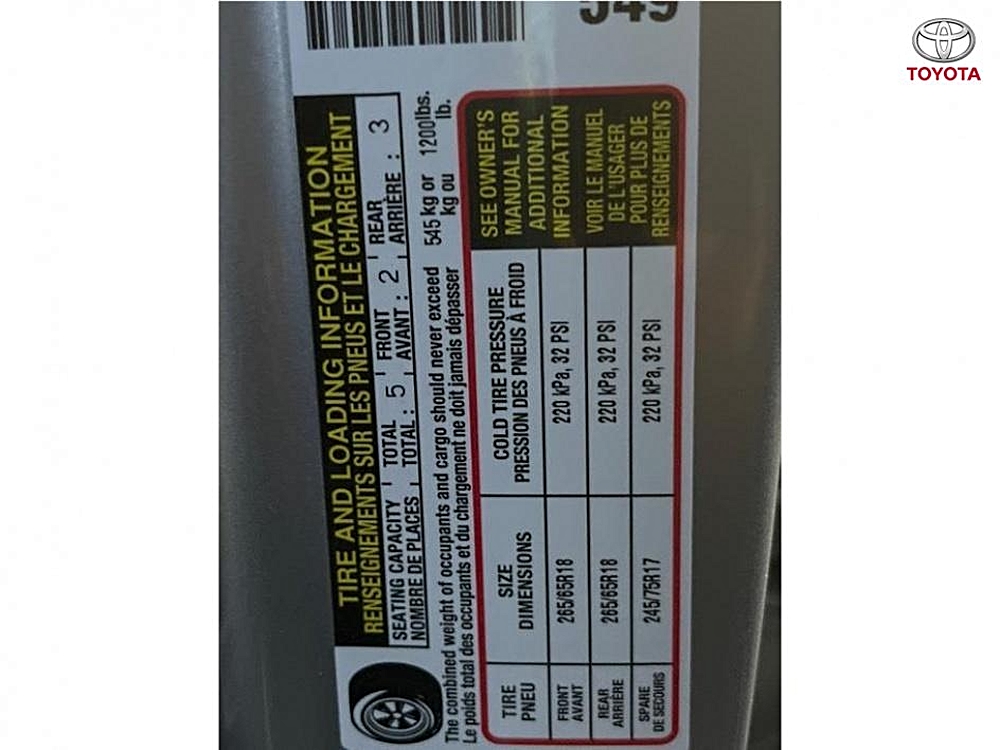 549
TOYOTA
TIRE AND LOADING INFORMATION
RENSEIGNEMENTS SUR LES PNEUS ET LE CHARGEMENT
SEATING CAPACITY TOTAL 5 FRONT 2 REAR 3
NOMBRE DE PLACES TOTAL : AVANT : ARRIÈRE :
The combined weight of occupants and cargo should never exceed 545 kg or 1200lbs.
Le poids total des occupants et du chargement ne doit jamais dépasser kg ou lb.
TIRE SIZE COLD TIRE PRESSURE
PNEU DIMENSIONS PRESSION DES PNEUS À FROID
FRONT 265/65R18 220 kPa, 32 PSI
AVANT
REAR 265/65R18 220 kPa, 32 PSI
ARRIÈRE
SPARE 245/75R17 220 kPa, 32 PSI
DE SECOURS
SEE OWNER'S
MANUAL FOR
ADDITIONAL
INFORMATION
VOIR LE MANUEL
DE L'USAGER
POUR PLUS DE
RENSEIGNEMENTS